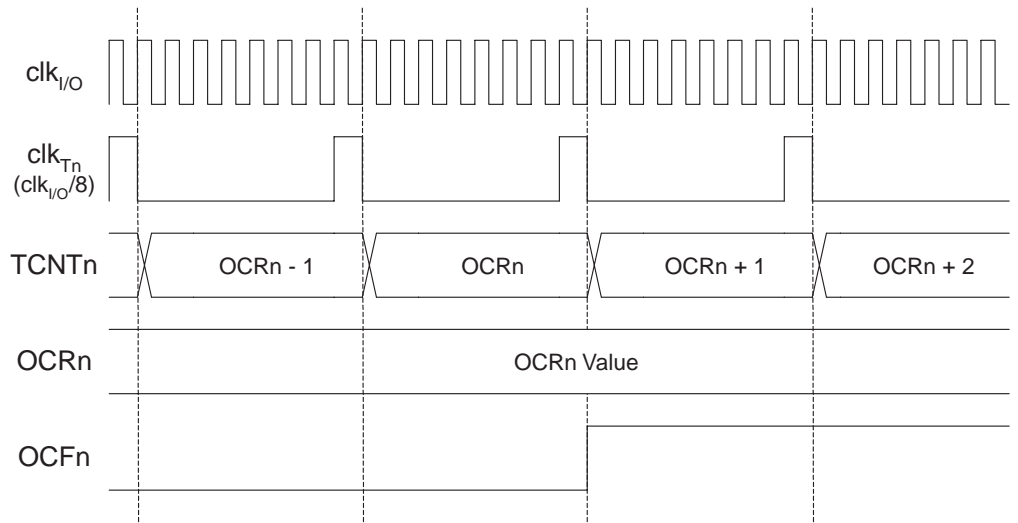 clkI/O
clkTn
(clkI/O/8)
TCNTn
OCRn - 1
OCRn
OCRn + 1
OCRn + 2
OCRn
OCRn Value
OCFn